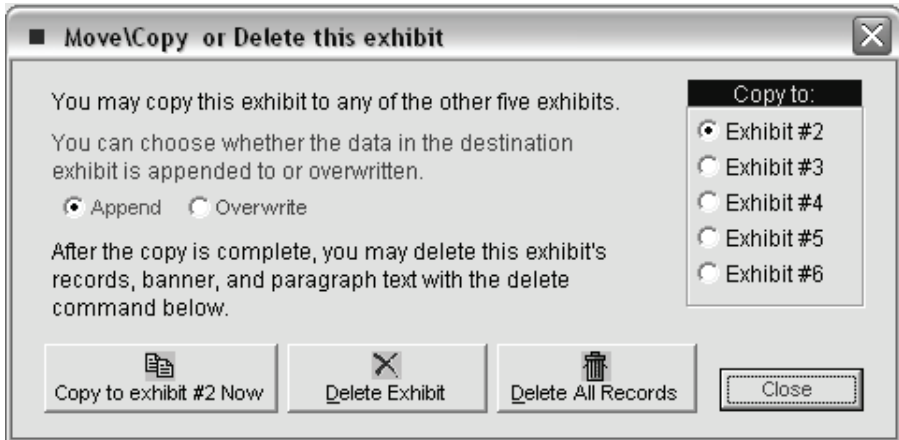 Move\Copy or Delete this exhibit
You may copy this exhibit to any of the other five exhibits.
You can choose whether the data in the destination
exhibit is appended to or overwritten.
Append Overwrite
After the copy is complete, you may delete this exhibit's
records, banner, and paragraph text with the delete
command below.
Copy to:
Exhibit #2
Exhibit #3
Exhibit #4
Exhibit #5
Exhibit #6
Copy to exhibit #2 Now
Delete Exhibit
Delete All Records
Close